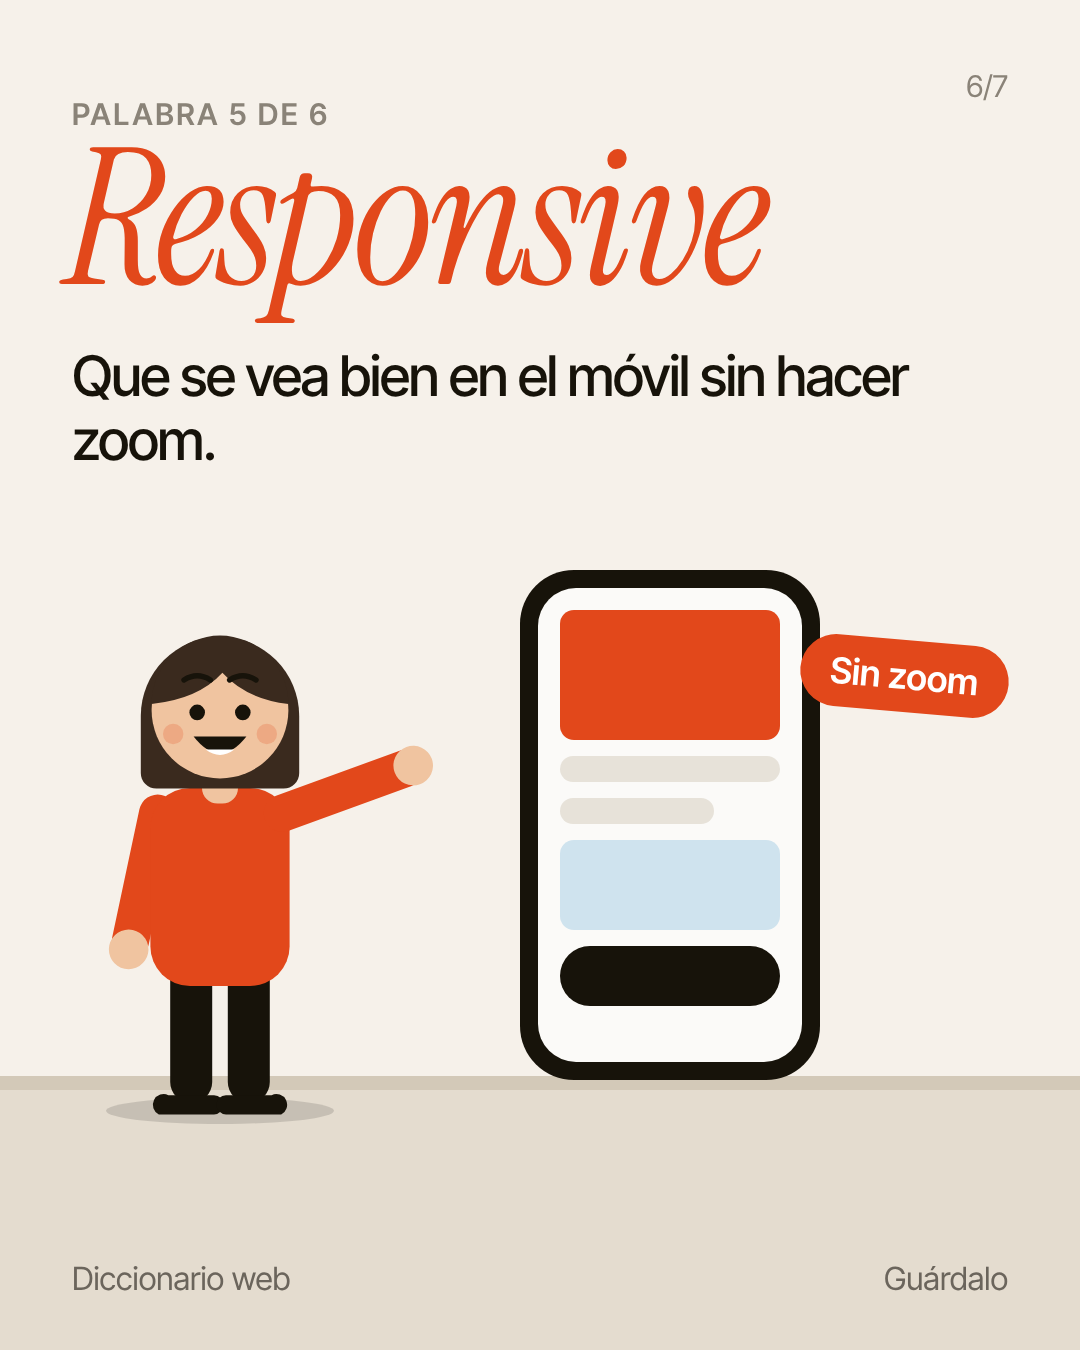 6/7
PALABRA 5 DE 6
Responsive
Que se vea bien en el móvil sin hacer
zoom.
Sin zoom
Diccionario web
Guárdalo